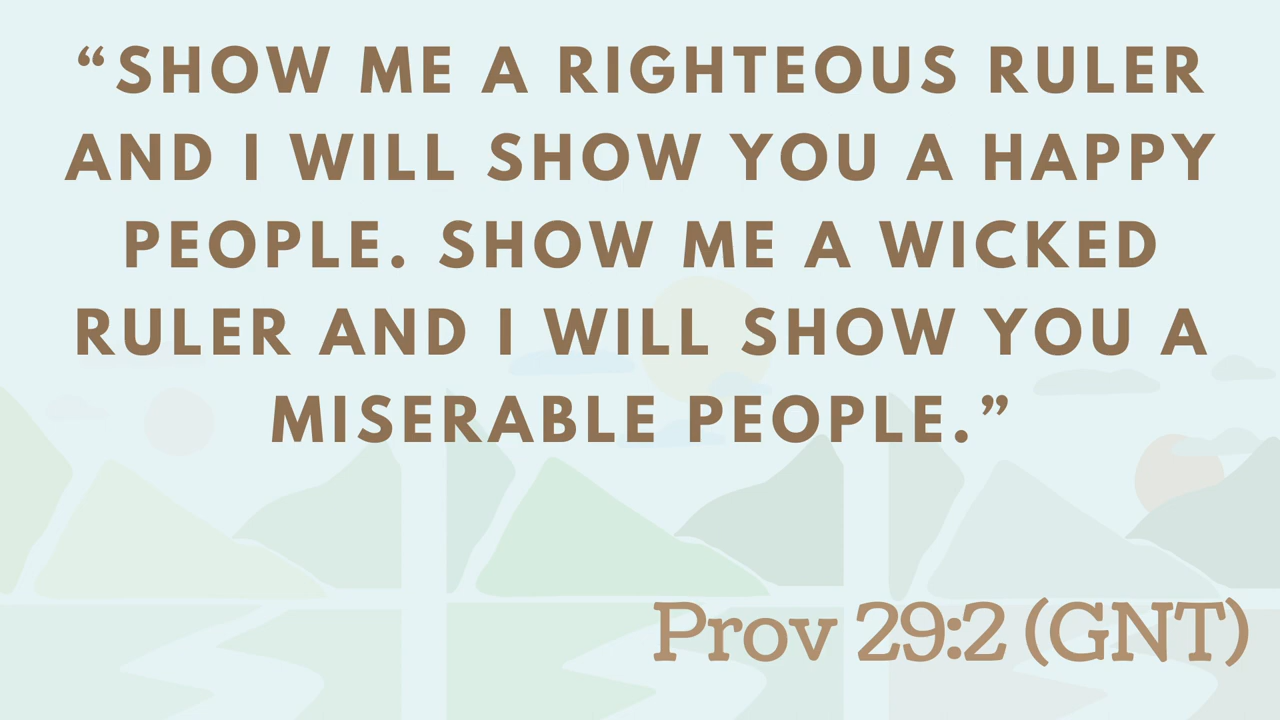 “SHOW ME A RIGHTEOUS RULER
AND I WILL SHOW YOU A HAPPY
PEOPLE. SHOW ME A WICKED
RULER AND I WILL SHOW YOU A
MISERABLE PEOPLE.”
Prov 29:2 (GNT)